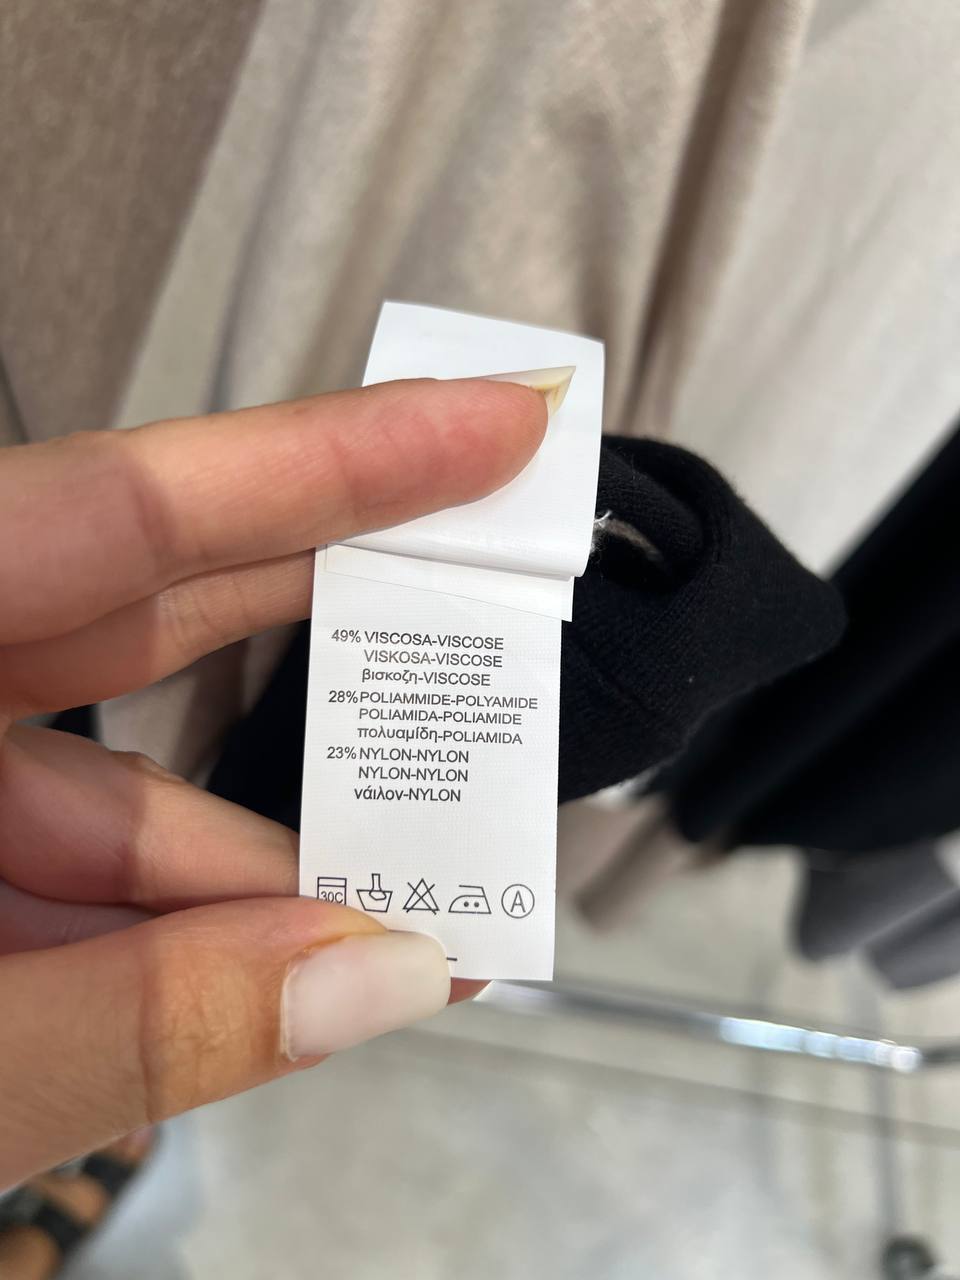 49% VISCOSA-VISCOSE
VISKOSA-VISCOSE
βισκοζη-VISCOSE
28% POLIAMMIDE-POLYAMIDE
POLIAMIDA-POLIAMIDE
πολυαμίδη-POLIAMIDA
23% NYLON-NYLON
NYLON-NYLON
νάιλον-NYLON
30C A